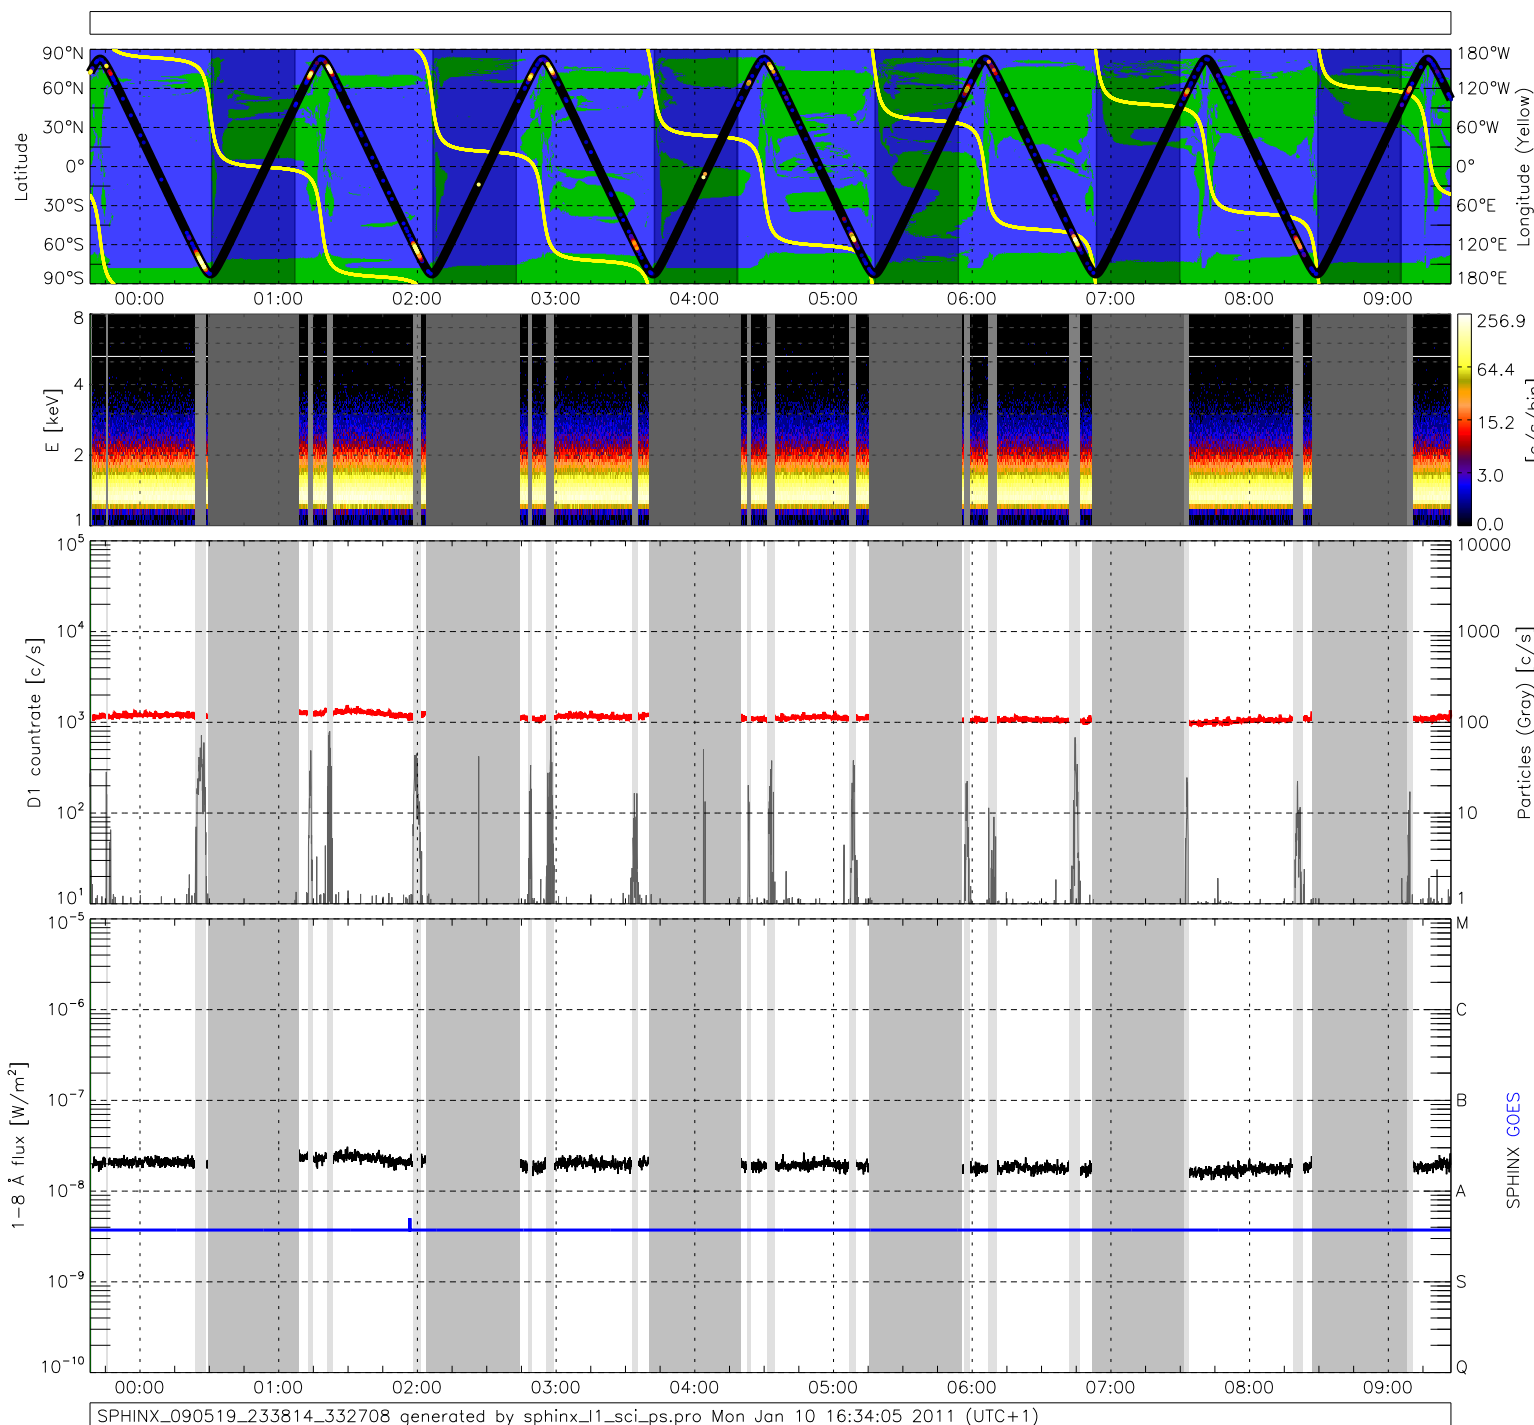 90°N 180°W
60°N 120°W
30°N 60°W
0° 0°
30°S 60°E
60°S 120°E
90°S 180°E
Latitude
Longitude (Yellow)
00:00 01:00 02:00 03:00 04:00 05:00 06:00 07:00 08:00 09:00
8
4
2
1
E [keV]
256.9
64.4
15.2
3.0
0.0
[c/s/bin]
10⁵ 10000
10⁴ 1000
10³ 100
10² 10
10¹ 1
D1 countrate [c/s]
Particles (Gray) [c/s]
10⁻⁵ M
10⁻⁶ C
10⁻⁷ B
10⁻⁸ A
10⁻⁹ S
10⁻¹⁰ Q
1−8 Å flux [W/m²]
SPHINX GOES
00:00 01:00 02:00 03:00 04:00 05:00 06:00 07:00 08:00 09:00
SPHINX_090519_233814_332708 generated by sphinx_l1_sci_ps.pro Mon Jan 10 16:34:05 2011 (UTC+1)